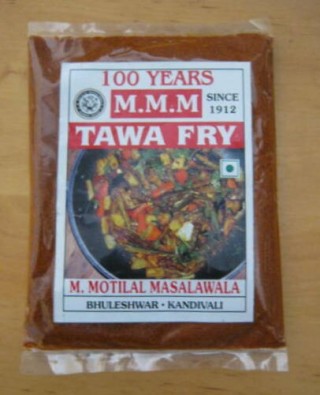 100 YEARS
M.M.M
SINCE
1912
TAWA FRY
M. MOTILAL MASALAWALA
BHULESHWAR • KANDIVALI